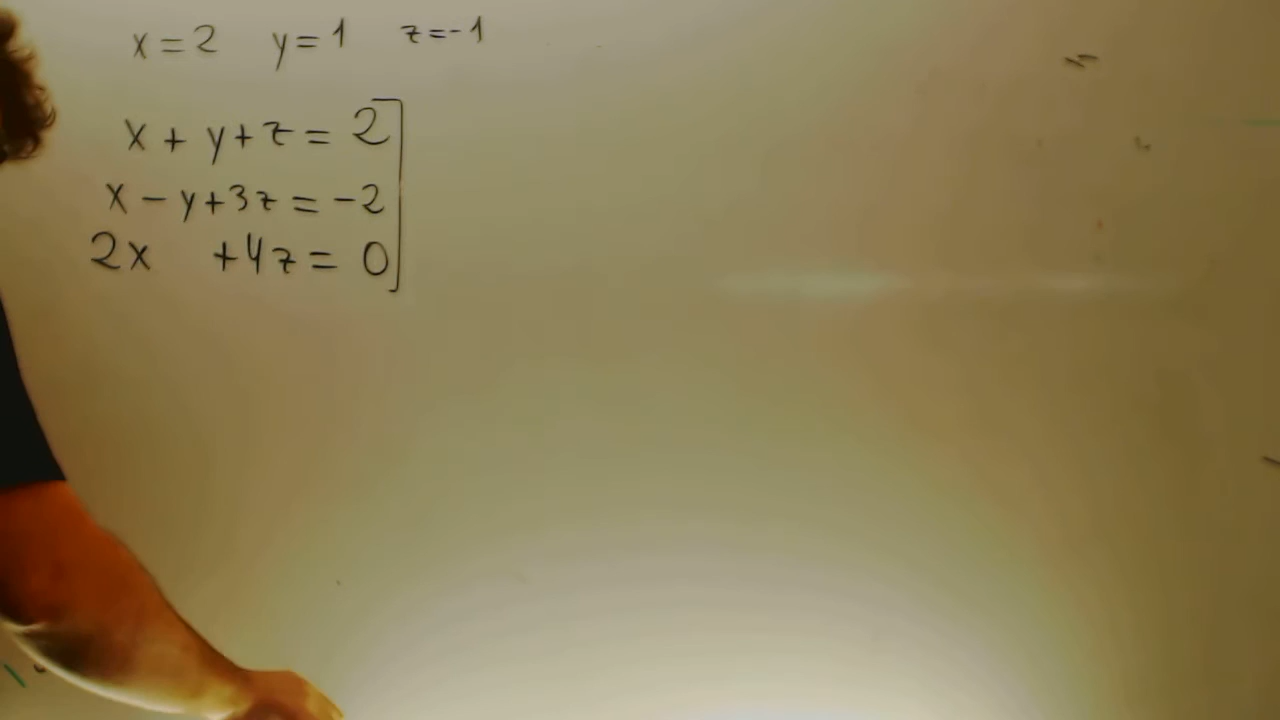 x=2 y=1 z=-1
x + y + z = 2
x - y + 3z = -2
2x + 4z = 0